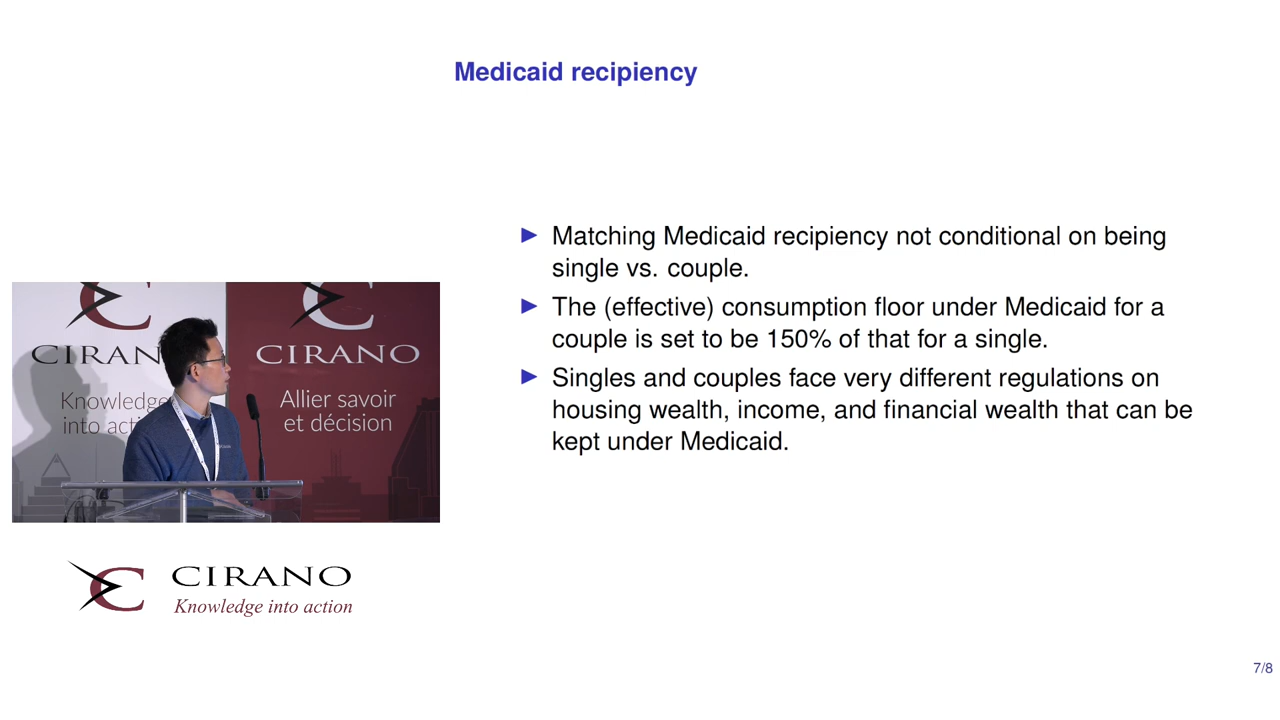 Medicaid recipiency
Matching Medicaid recipiency not conditional on being
single vs. couple.
The (effective) consumption floor under Medicaid for a
couple is set to be 150% of that for a single.
Singles and couples face very different regulations on
housing wealth, income, and financial wealth that can be
kept under Medicaid.
CIRAN
Knowledge
into acti
CIRANO
Allier savoir
et décision
CIRANO
Knowledge into action
7/8